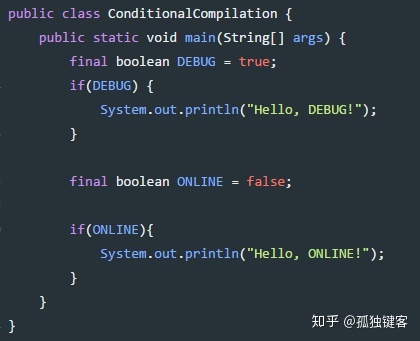 public class ConditionalCompilation {
    public static void main(String[] args) {
        final boolean DEBUG = true;
        if(DEBUG) {
            System.out.println("Hello, DEBUG!");
        }

        final boolean ONLINE = false;

        if(ONLINE){
            System.out.println("Hello, ONLINE!");
        }
    }
}
知乎 @孤独键客